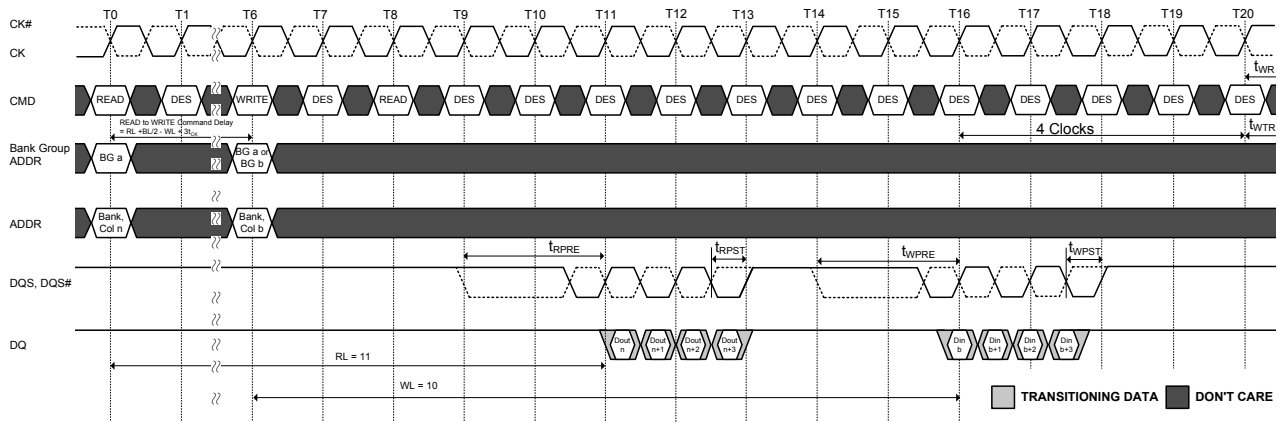 T0 T1 T6 T7 T8 T9 T10 T11 T12 T13 T14 T15 T16 T17 T18 T19 T20
CK#
CK
tWR
CMD READ DES WRITE DES READ DES DES DES DES DES DES DES DES DES DES DES DES
READ to WRITE Command Delay
= RL +BL/2 - WL + 3tCK
4 Clocks
tWTR
Bank Group
ADDR
BG a
BG a or
BG b
ADDR
Bank,
Col n
Bank,
Col b
tRPRE tRPST tWPRE tWPST
DQS, DQS#
DQ
Dout
n
Dout
n+1
Dout
n+2
Dout
n+3
Din
b
Din
b+1
Din
b+2
Din
b+3
RL = 11
WL = 10
TRANSITIONING DATA DON'T CARE